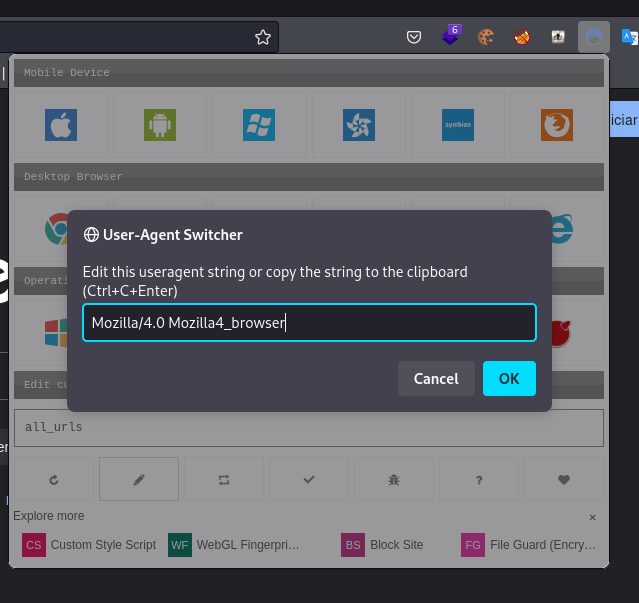 6
Mobile Device
symbian
iciar
Desktop Browser
User-Agent Switcher
Edit this useragent string or copy the string to the clipboard
(Ctrl+C+Enter)
Operati
Mozilla/4.0 Mozilla4_browser
Cancel
OK
Edit cu
all_urls
er
?
Explore more
×
CS Custom Style Script
WF WebGL Fingerpri…
BS Block Site
FG File Guard (Encry…